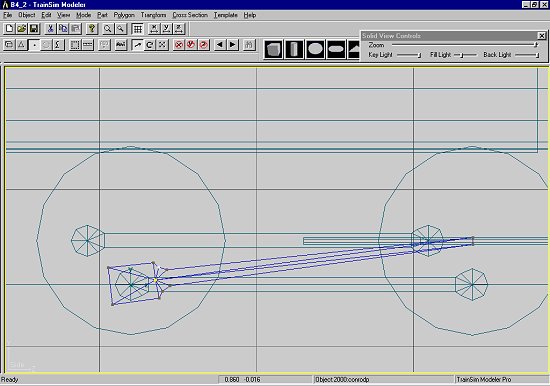 B4_2 - TrainSim Modeler
File Object Edit View Mode Part Polygon Transform Cross Section Template Help
Solid View Controls
Zoom
Key Light Fill Light Back Light
Side
Ready 0.860 -0.016 Object 2000:conrodp TrainSim Modeler Pro